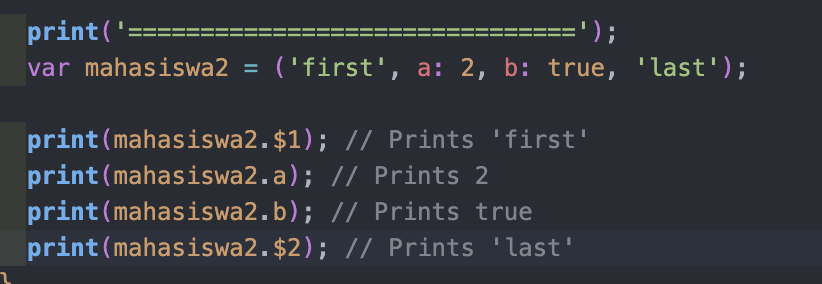 print('===============================');
var mahasiswa2 = ('first', a: 2, b: true, 'last');
print(mahasiswa2.$1); // Prints 'first'
print(mahasiswa2.a); // Prints 2
print(mahasiswa2.b); // Prints true
print(mahasiswa2.$2); // Prints 'last'
}